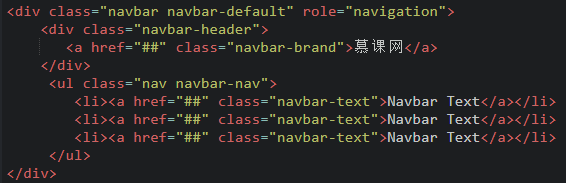 <div class="navbar navbar-default" role="navigation">
<div class="navbar-header">
<a href="##" class="navbar-brand">慕课网</a>
</div>
<ul class="nav navbar-nav">
<li><a href="##" class="navbar-text">Navbar Text</a></li>
<li><a href="##" class="navbar-text">Navbar Text</a></li>
<li><a href="##" class="navbar-text">Navbar Text</a></li>
</ul>
</div>